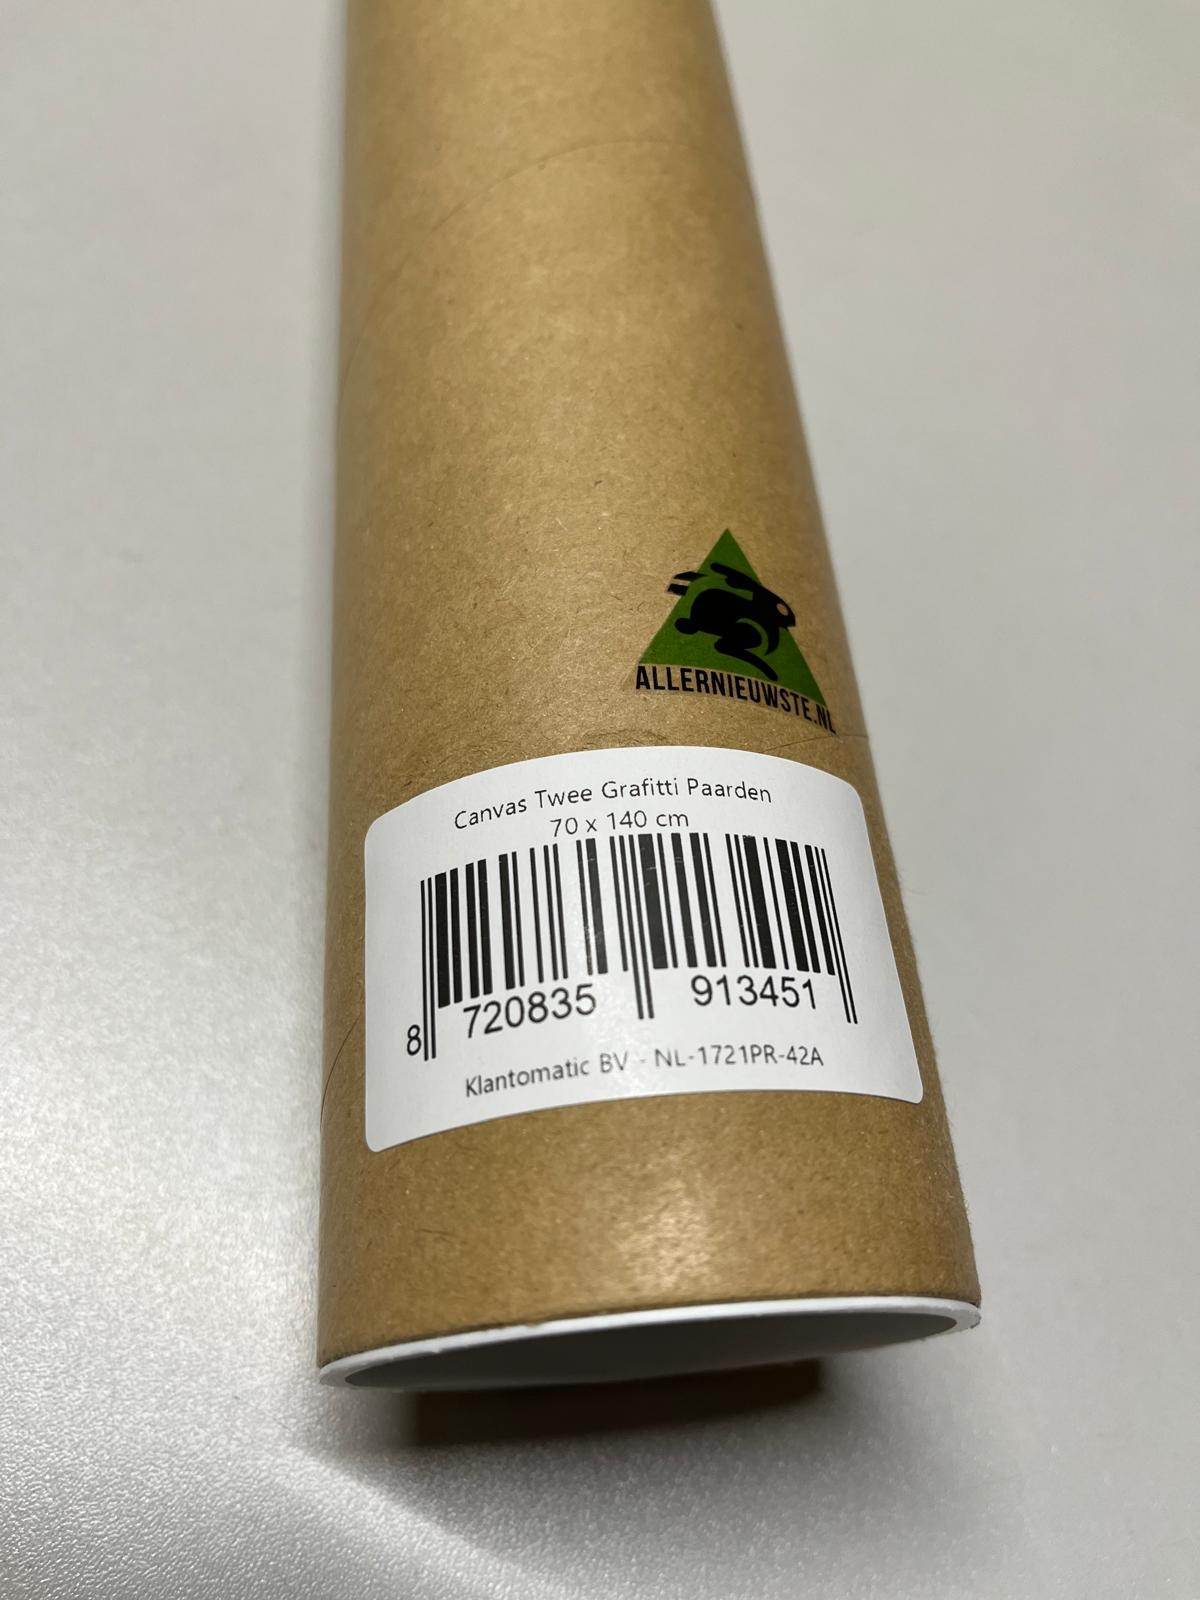 ALLERNIEUWSTE.NL
Canvas Twee Grafitti Paarden
70 x 140 cm
8 720835 913451
Klantomatic BV - NL-1721PR-42A